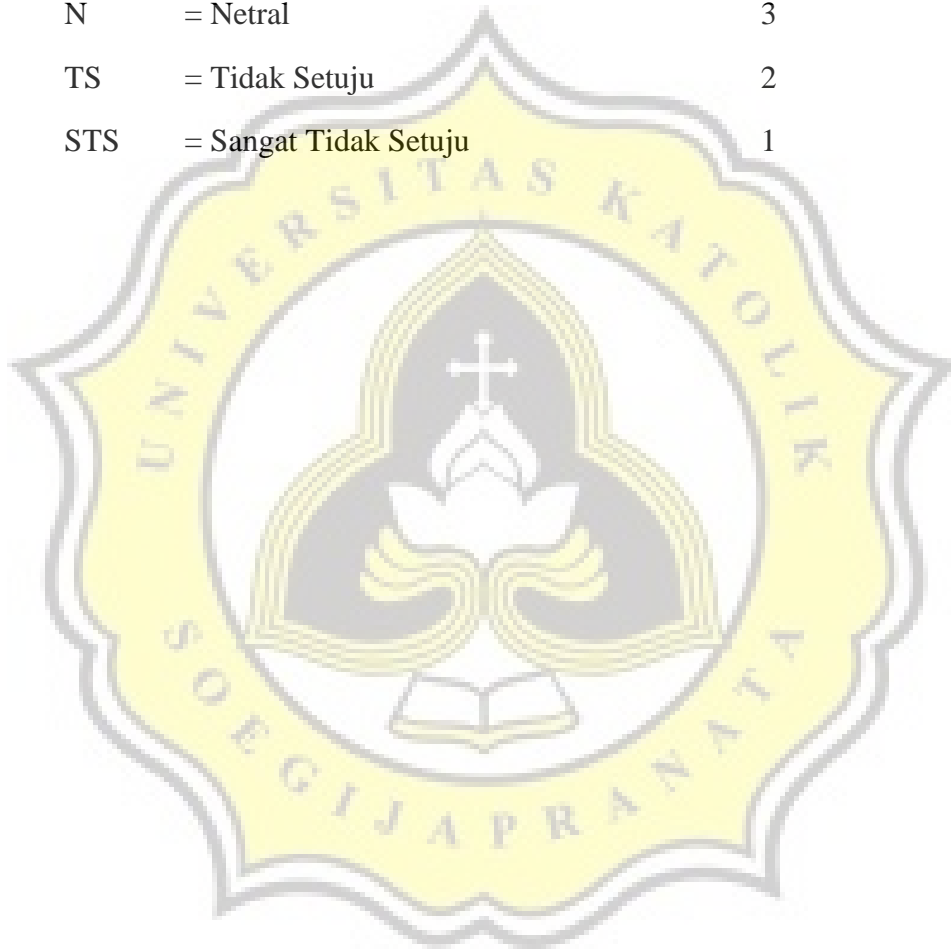 N = Netral 3
TS = Tidak Setuju 2
STS = Sangat Tidak Setuju 1
UNIVERSITAS KATOLIK
SOEGIJAPRANATA